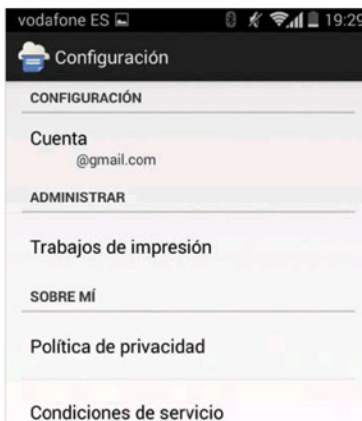 vodafone ES 19:29
Configuración
CONFIGURACIÓN
Cuenta
@gmail.com
ADMINISTRAR
Trabajos de impresión
SOBRE MÍ
Política de privacidad
Condiciones de servicio